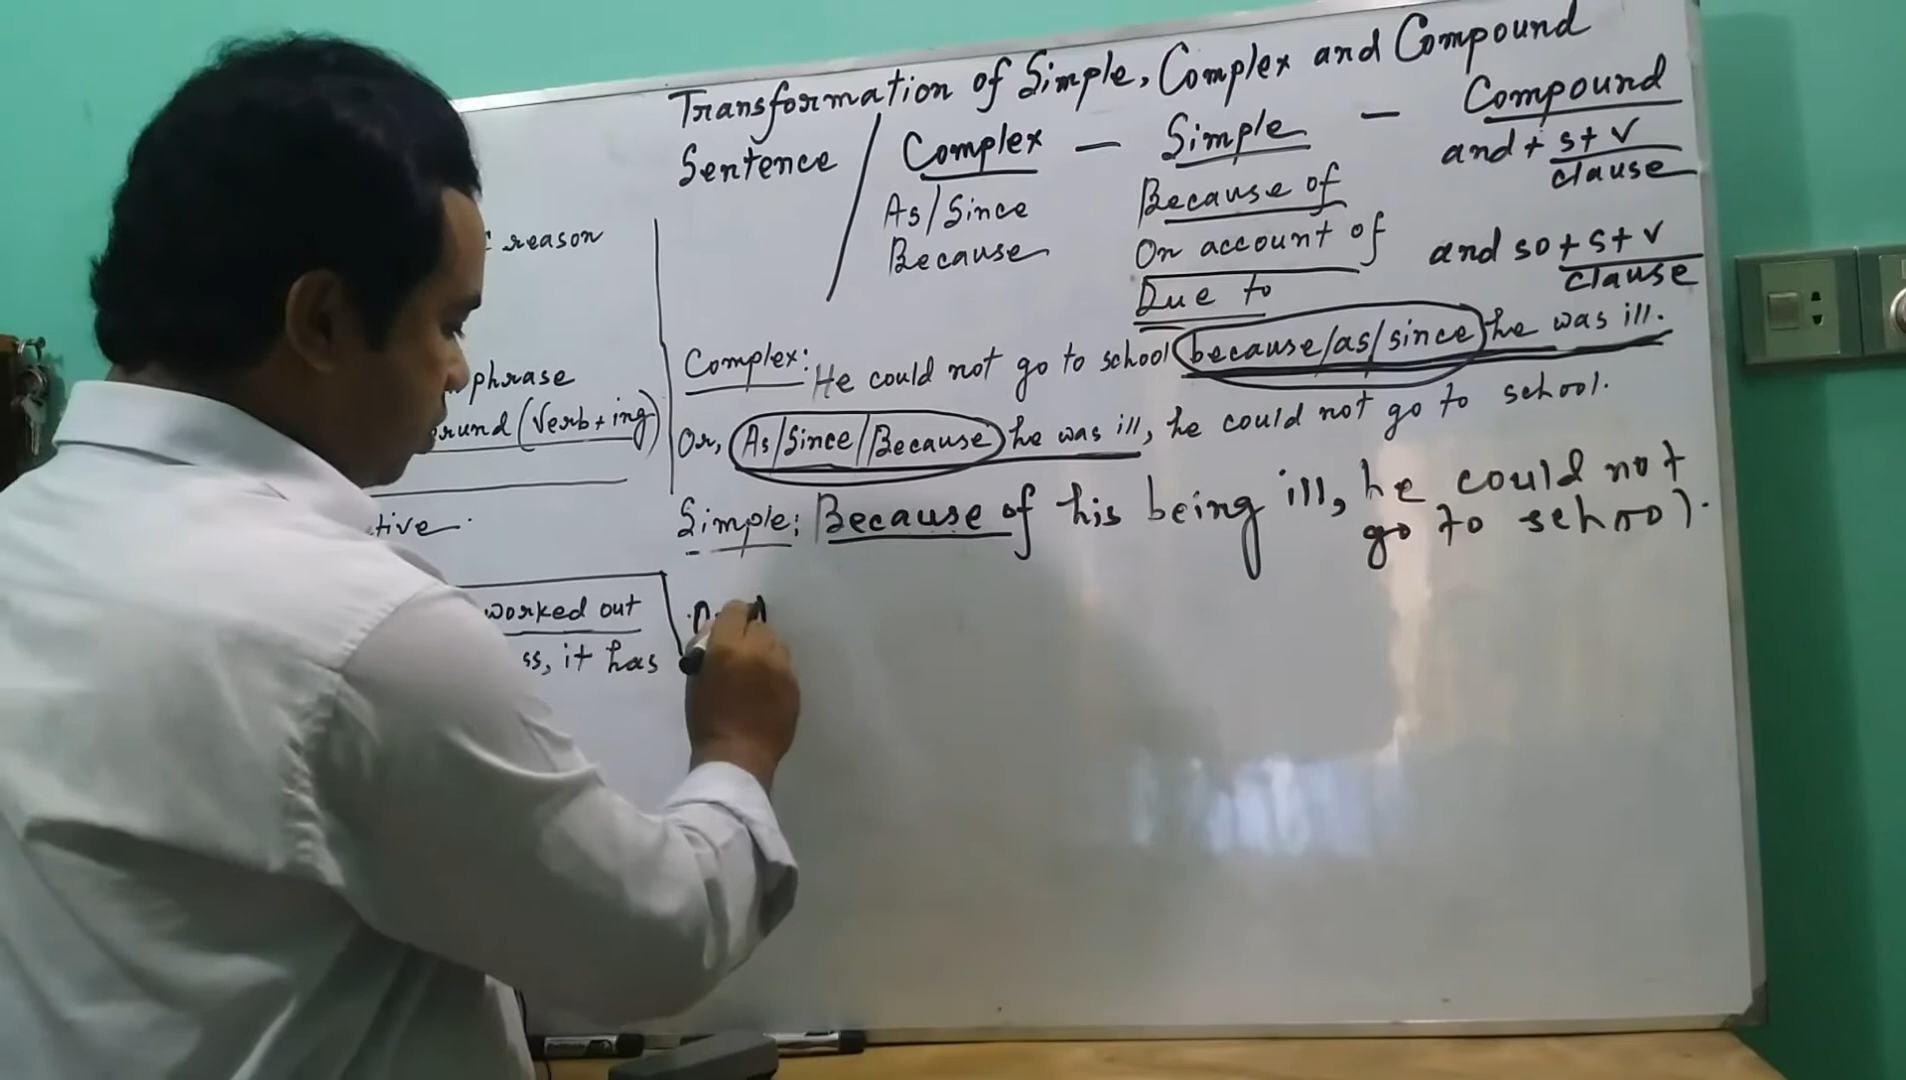 Transformation of Simple, Complex and Compound
Sentence / Complex — Simple — Compound
As/Since
Because
Because of
On account of
Due to
and + s + v
clause
and so + s + v
clause
reason
phrase
(Verb + ing)
worked out
it has
Complex: He could not go to school because/as/since he was ill.
Or, As/Since/Because he was ill, he could not go to school.
Simple: Because of his being ill, he could not
go to school.